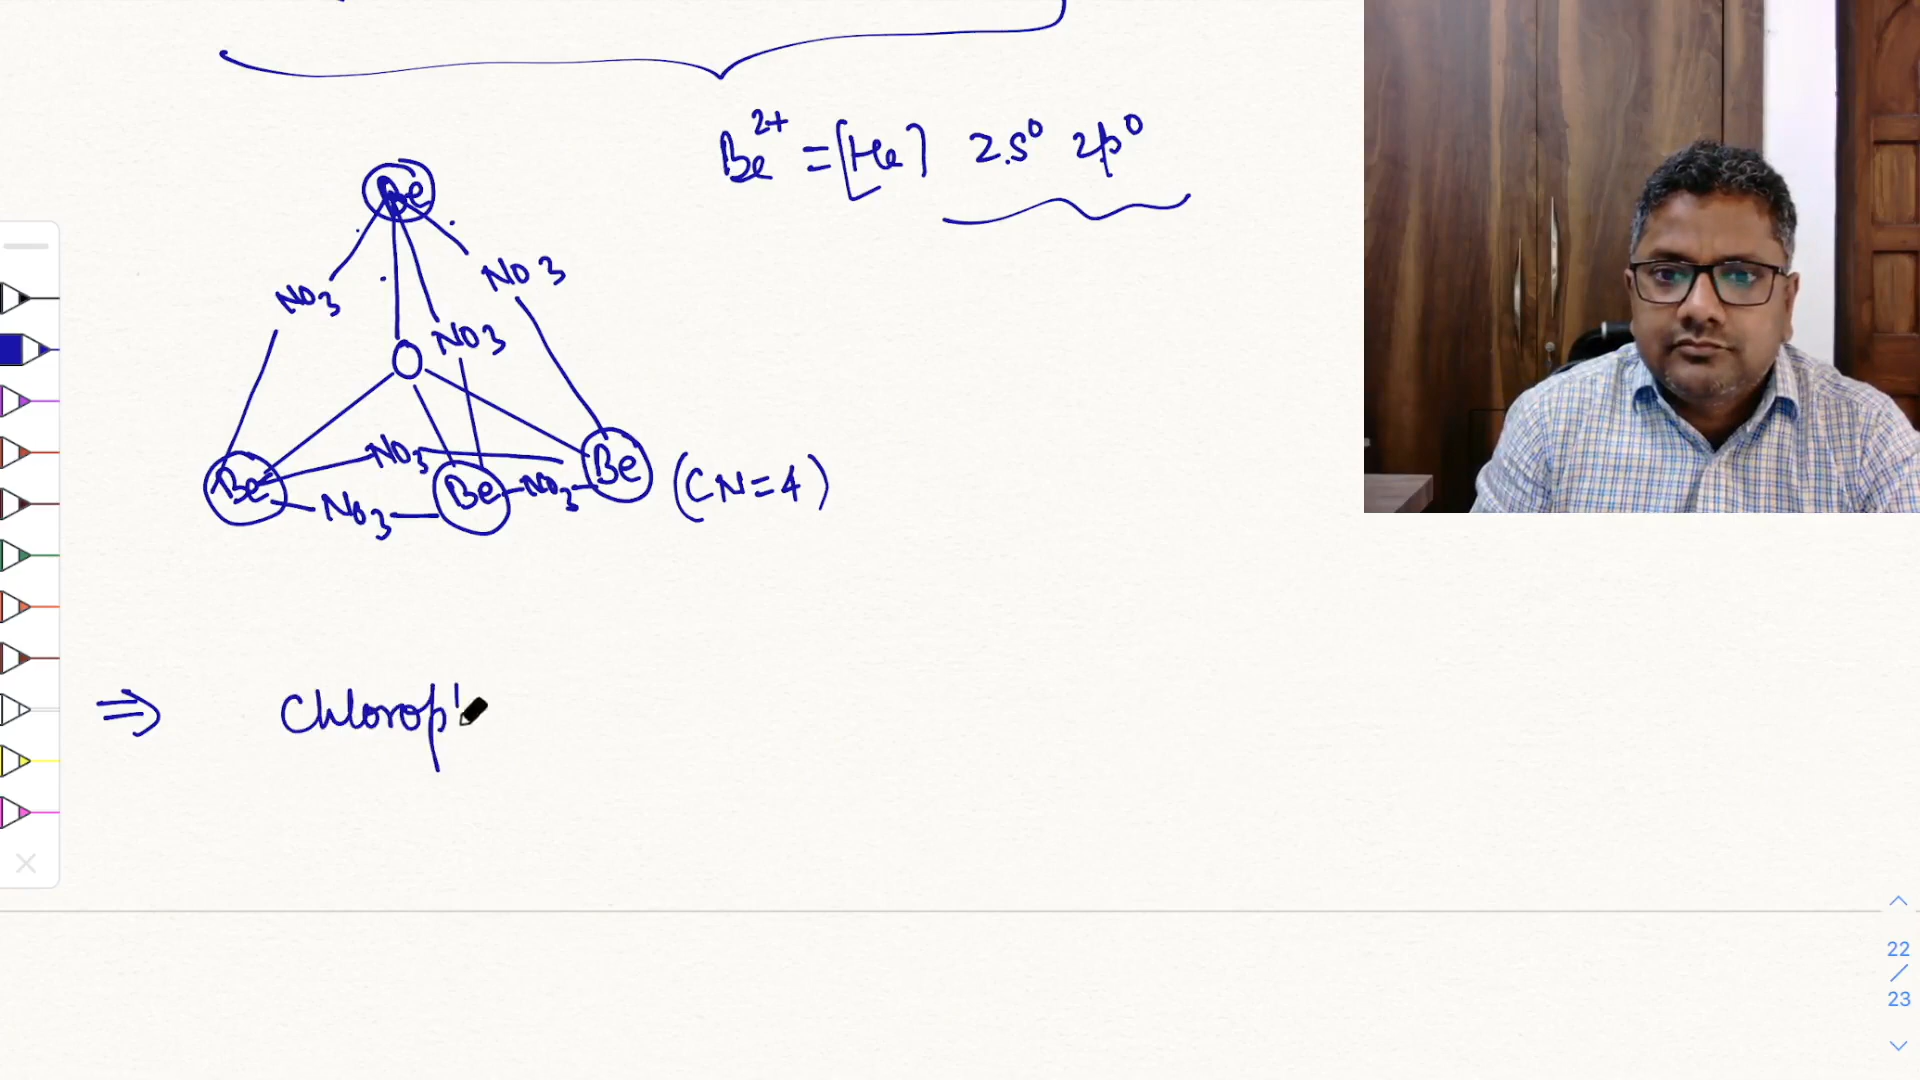 Be²⁺ = [He] 2s⁰ 2p⁰
Be
NO3
NO3
NO3
O
NO3
Be
Be
Be
(CN=4)
NO3
NO3
⇒ Chlorop
22
/
23